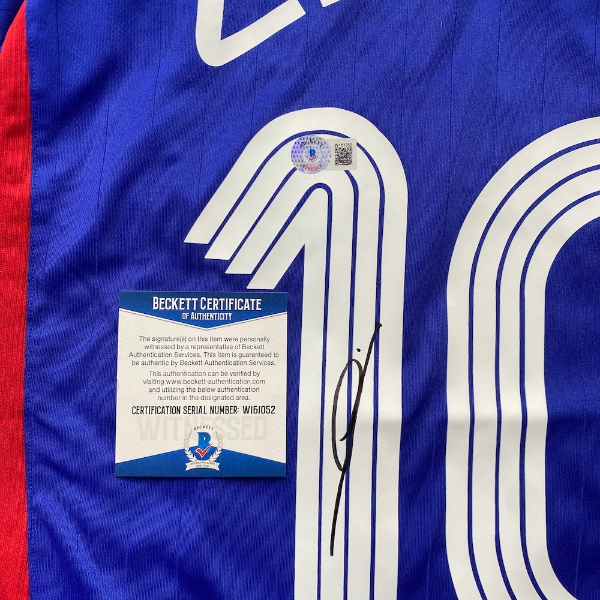 10
BECKETT CERTIFICATE
OF AUTHENTICITY
The signature(s) on this item were personally
witnessed by a representative of Beckett
Authentication Services. This item is guaranteed
to be authentic by Beckett Authentication Services.
This authentication can be verified by
visiting www.beckett-authentication.com
and utilizing the below authentication
number in the designated area.
CERTIFICATION SERIAL NUMBER: W161052
WITNESSED
BECKETT